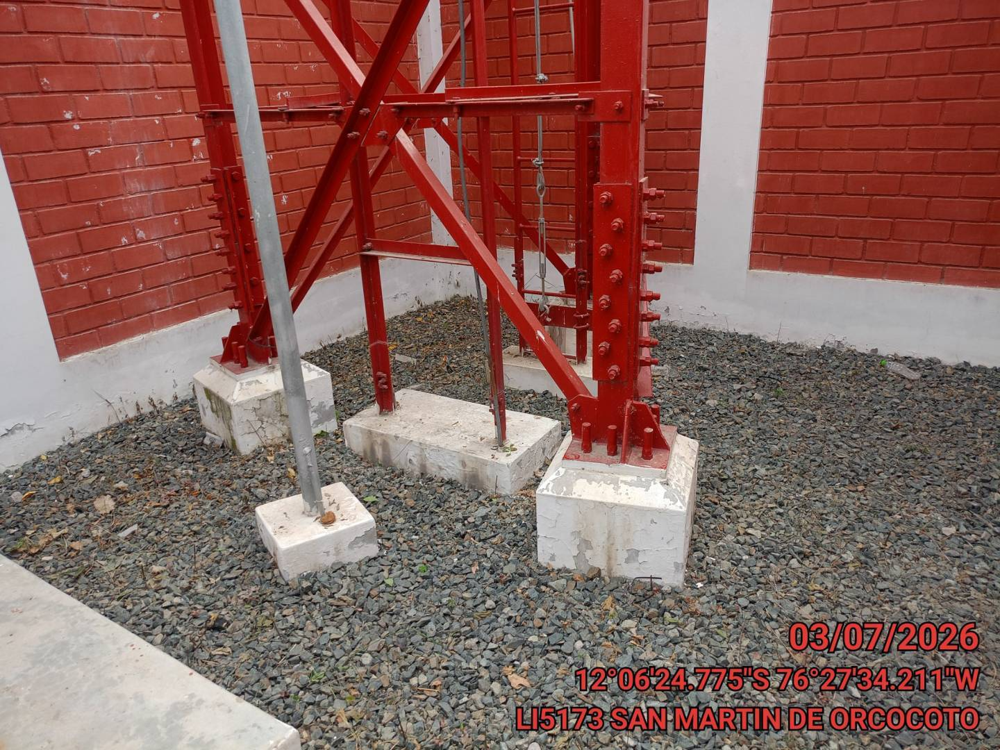 03/07/2026
12°06'24.775"S 76°27'34.211"W
LI5173 SAN MARTIN DE ORCOCOTO